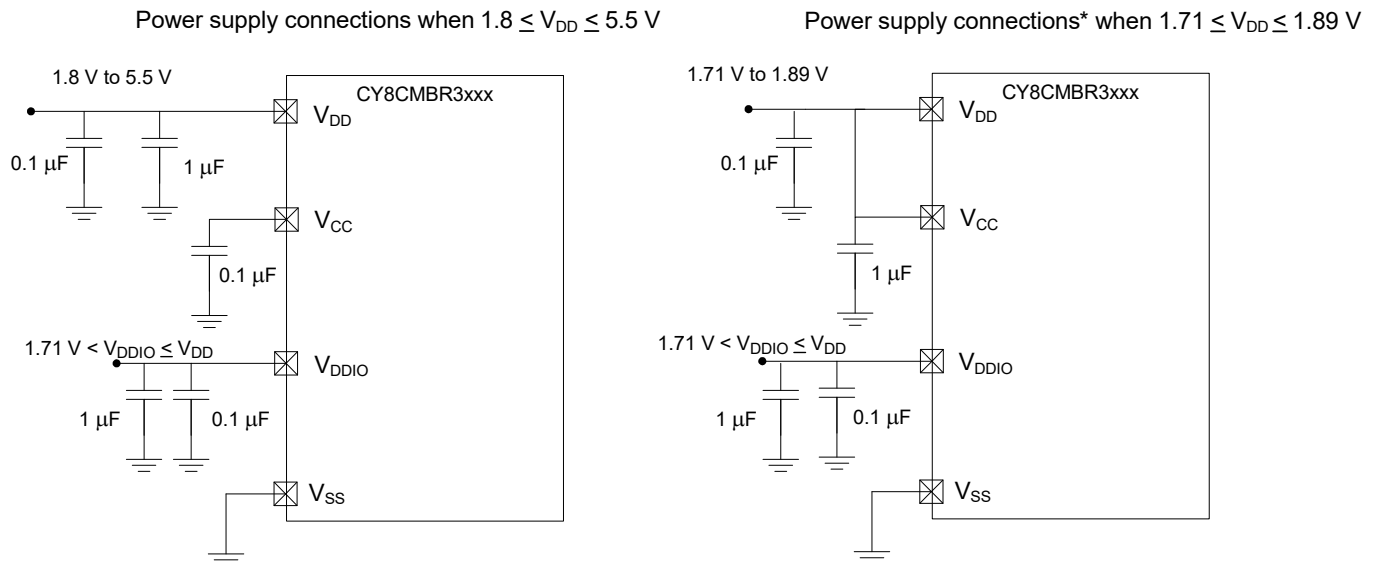 Power supply connections when 1.8 ≤ VDD ≤ 5.5 V
1.8 V to 5.5 V
CY8CMBR3xxx
VDD
0.1 μF
1 μF
VCC
0.1 μF
1.71 V < VDDIO ≤ VDD
VDDIO
1 μF
0.1 μF
VSS
Power supply connections* when 1.71 ≤ VDD ≤ 1.89 V
1.71 V to 1.89 V
CY8CMBR3xxx
VDD
0.1 μF
VCC
1 μF
1.71 V < VDDIO ≤ VDD
VDDIO
1 μF
0.1 μF
VSS